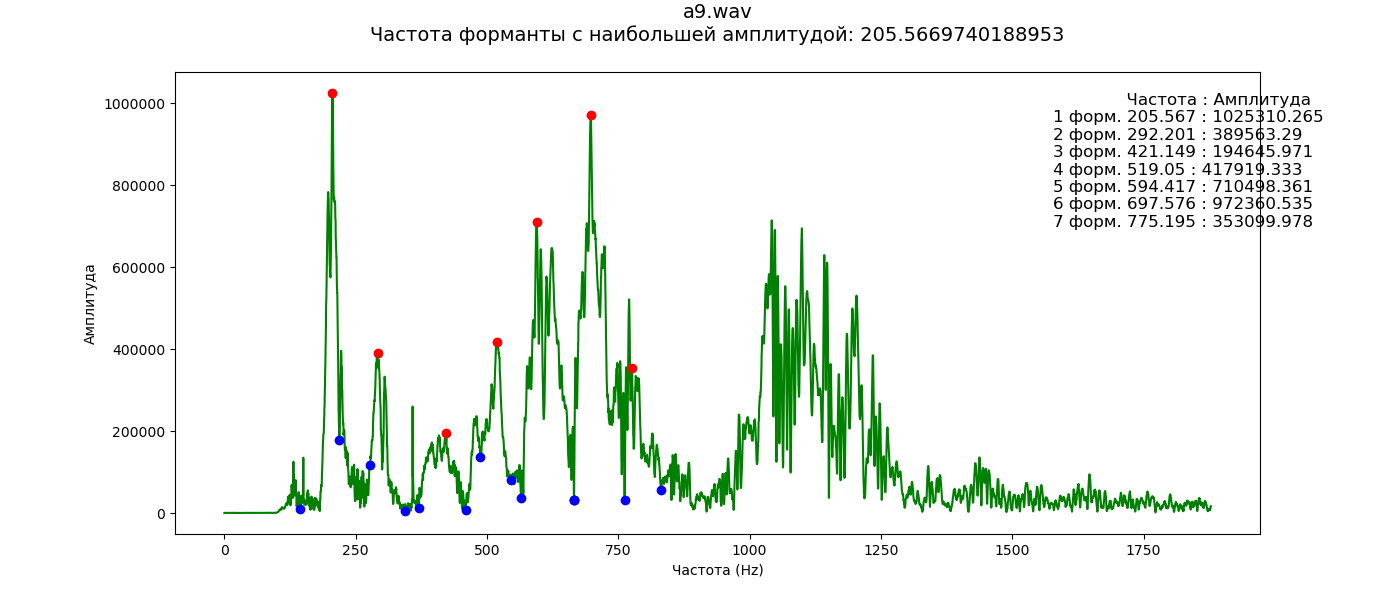 a9.wav
Частота форманты с наибольшей амплитудой: 205.5669740188953
Частота : Амплитуда
1 форм. 205.567 : 1025310.265
2 форм. 292.201 : 389563.29
3 форм. 421.149 : 194645.971
4 форм. 519.05 : 417919.333
5 форм. 594.417 : 710498.361
6 форм. 697.576 : 972360.535
7 форм. 775.195 : 353099.978
1000000
800000
600000
400000
200000
0
Амплитуда
0 250 500 750 1000 1250 1500 1750
Частота (Hz)